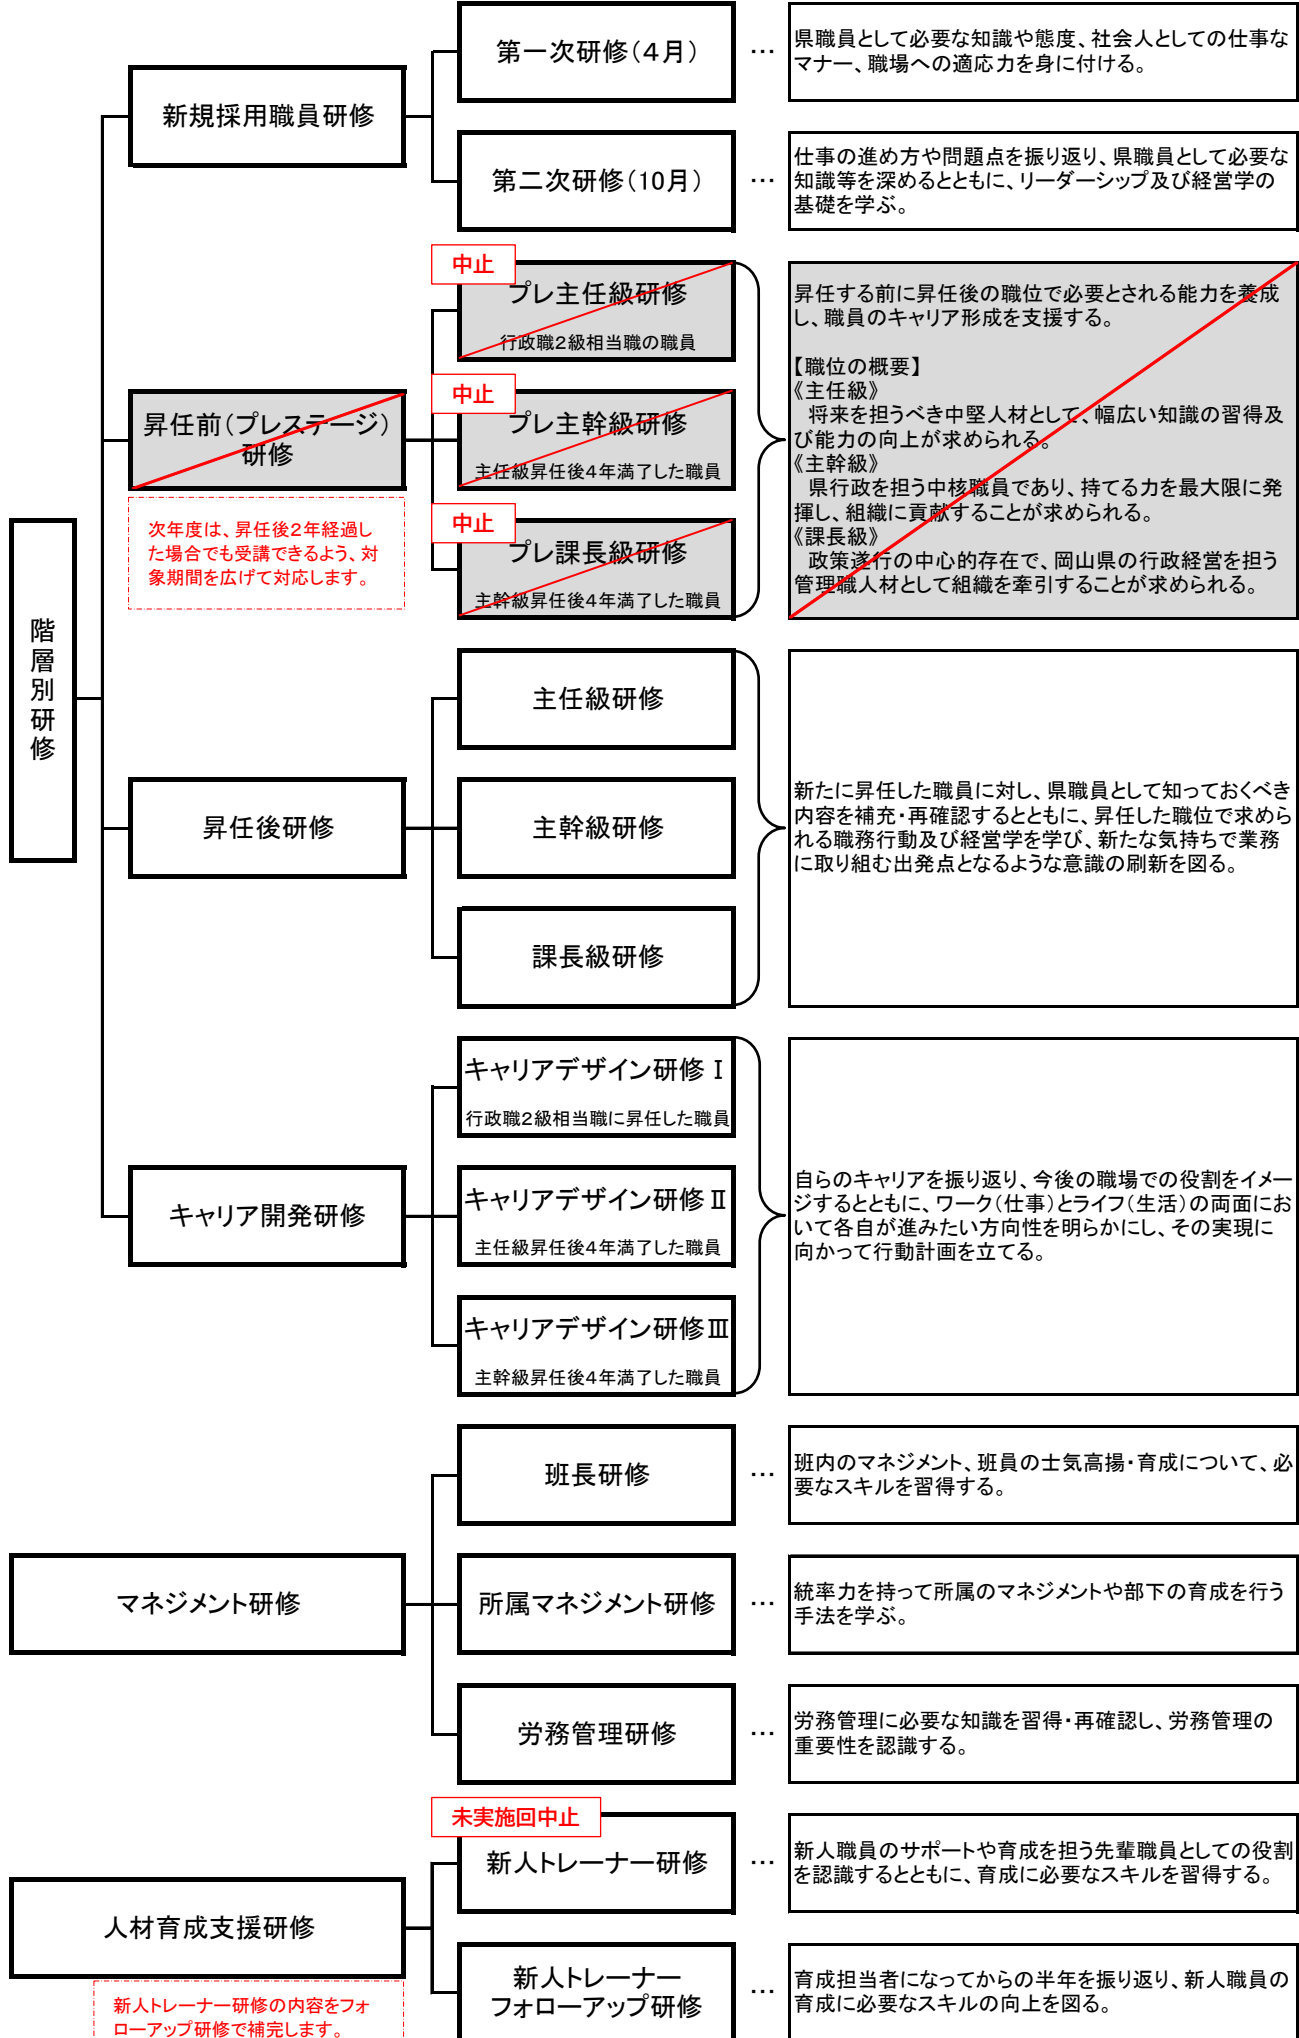 階層別研修
新規採用職員研修
第一次研修(4月)
…
県職員として必要な知識や態度、社会人としての仕事な
マナー、職場への適応力を身に付ける。
第二次研修(10月)
…
仕事の進め方や問題点を振り返り、県職員として必要な
知識等を深めるとともに、リーダーシップ及び経営学の
基礎を学ぶ。
昇任前(プレステージ)
研修
次年度は、昇任後2年経過し
た場合でも受講できるよう、対
象期間を広げて対応します。
中止
プレ主任級研修
行政職2級相当職の職員
中止
プレ主幹級研修
主任級昇任後4年満了した職員
中止
プレ課長級研修
主幹級昇任後4年満了した職員
昇任する前に昇任後の職位で必要とされる能力を養成
し、職員のキャリア形成を支援する。
【職位の概要】
《主任級》
将来を担うべき中堅人材として、幅広い知識の習得及
び能力の向上が求められる。
《主幹級》
県行政を担う中核職員であり、持てる力を最大限に発
揮し、組織に貢献することが求められる。
《課長級》
政策遂行の中心的存在で、岡山県の行政経営を担う
管理職人材として組織を牽引することが求められる。
昇任後研修
主任級研修
主幹級研修
課長級研修
新たに昇任した職員に対し、県職員として知っておくべき
内容を補充・再確認するとともに、昇任した職位で求めら
れる職務行動及び経営学を学び、新たな気持ちで業務
に取り組む出発点となるような意識の刷新を図る。
キャリア開発研修
キャリアデザイン研修Ⅰ
行政職2級相当職に昇任した職員
キャリアデザイン研修Ⅱ
主任級昇任後4年満了した職員
キャリアデザイン研修Ⅲ
主幹級昇任後4年満了した職員
自らのキャリアを振り返り、今後の職場での役割をイメー
ジするとともに、ワーク(仕事)とライフ(生活)の両面にお
いて各自が進みたい方向性を明らかにし、その実現に
向かって行動計画を立てる。
マネジメント研修
班長研修
…
班内のマネジメント、班員の士気高揚・育成について、必
要なスキルを習得する。
所属マネジメント研修
…
統率力を持って所属のマネジメントや部下の育成を行う
手法を学ぶ。
労務管理研修
…
労務管理に必要な知識を習得・再確認し、労務管理の
重要性を認識する。
人材育成支援研修
新人トレーナー研修の内容をフォ
ローアップ研修で補完します。
未実施回中止
新人トレーナー研修
…
新人職員のサポートや育成を担う先輩職員としての役割
を認識するとともに、育成に必要なスキルを習得する。
新人トレーナー
フォローアップ研修
…
育成担当者になってからの半年を振り返り、新人職員の
育成に必要なスキルの向上を図る。